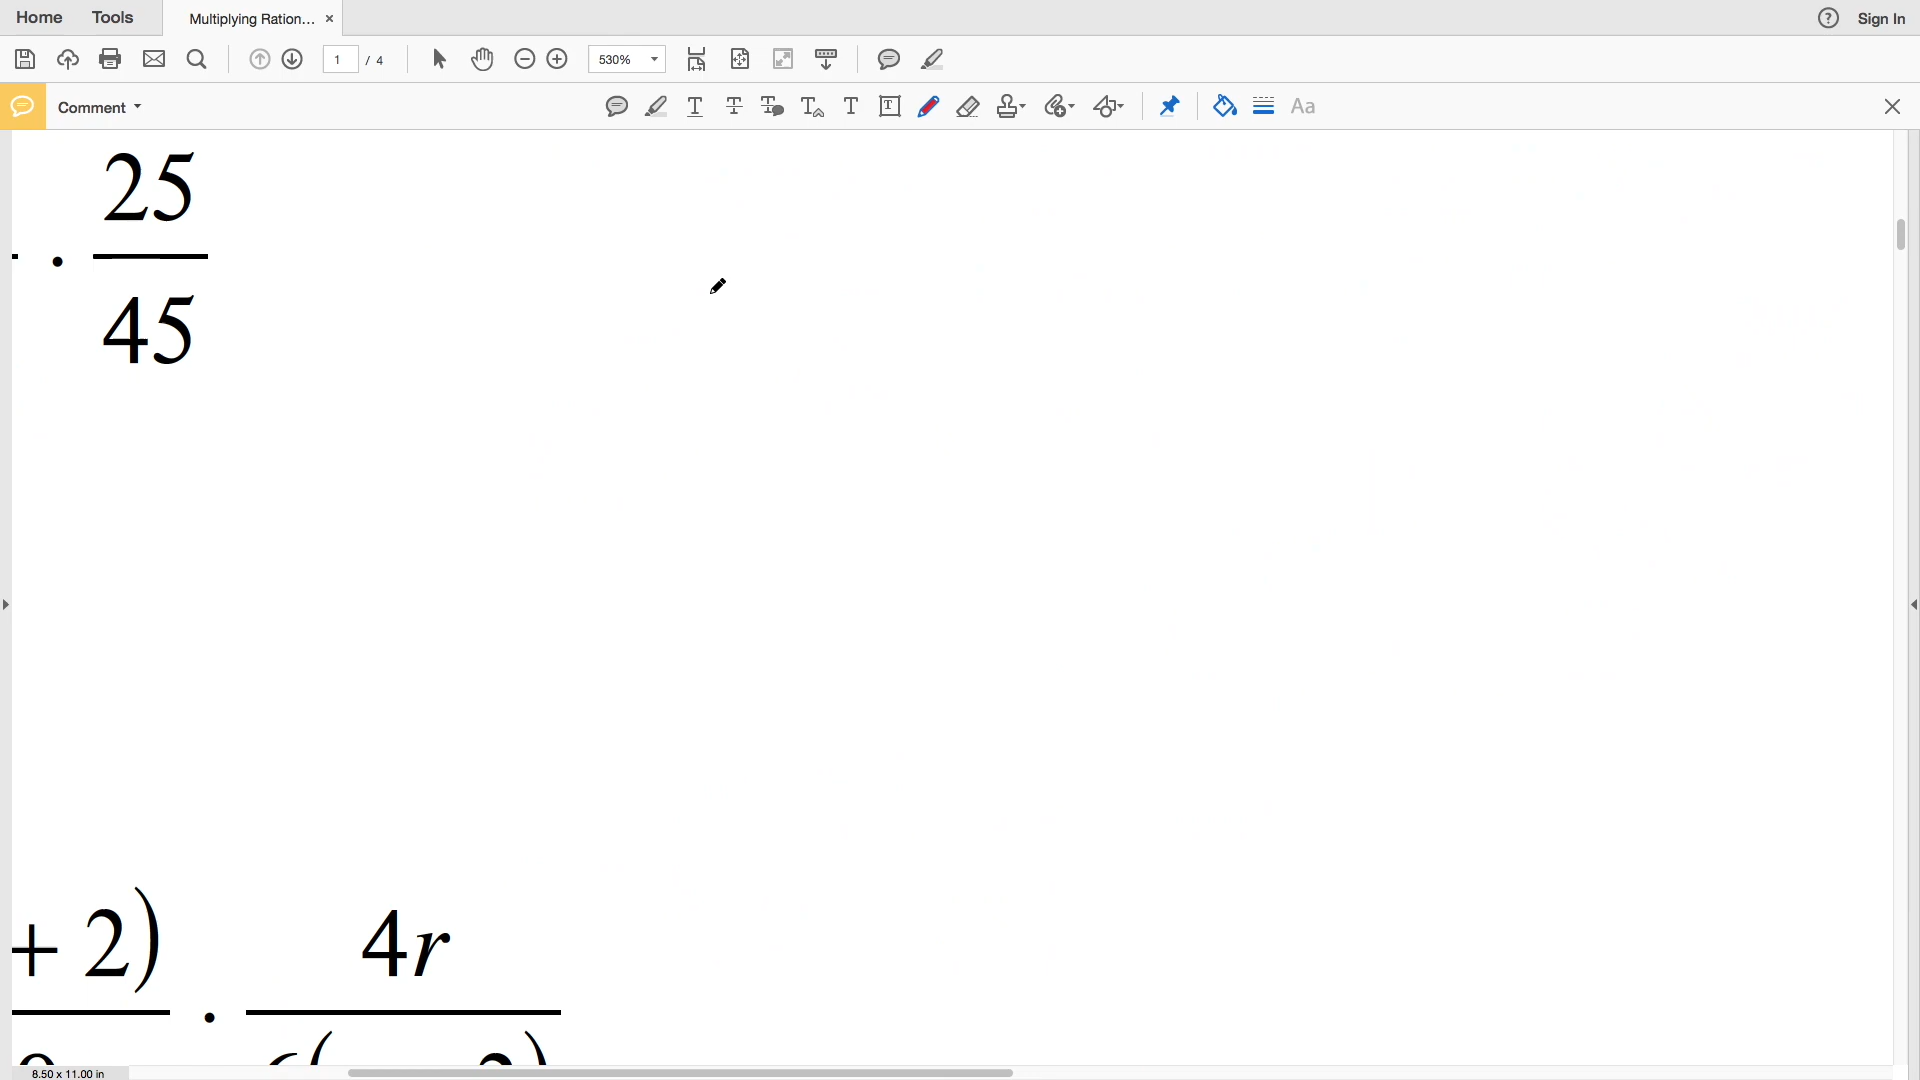 Home Tools Multiplying Ration... × ? Sign In
1 / 4 530%
Comment T T T T T T Aa
· 25
45
+ 2) · 4r
8.50 x 11.00 in